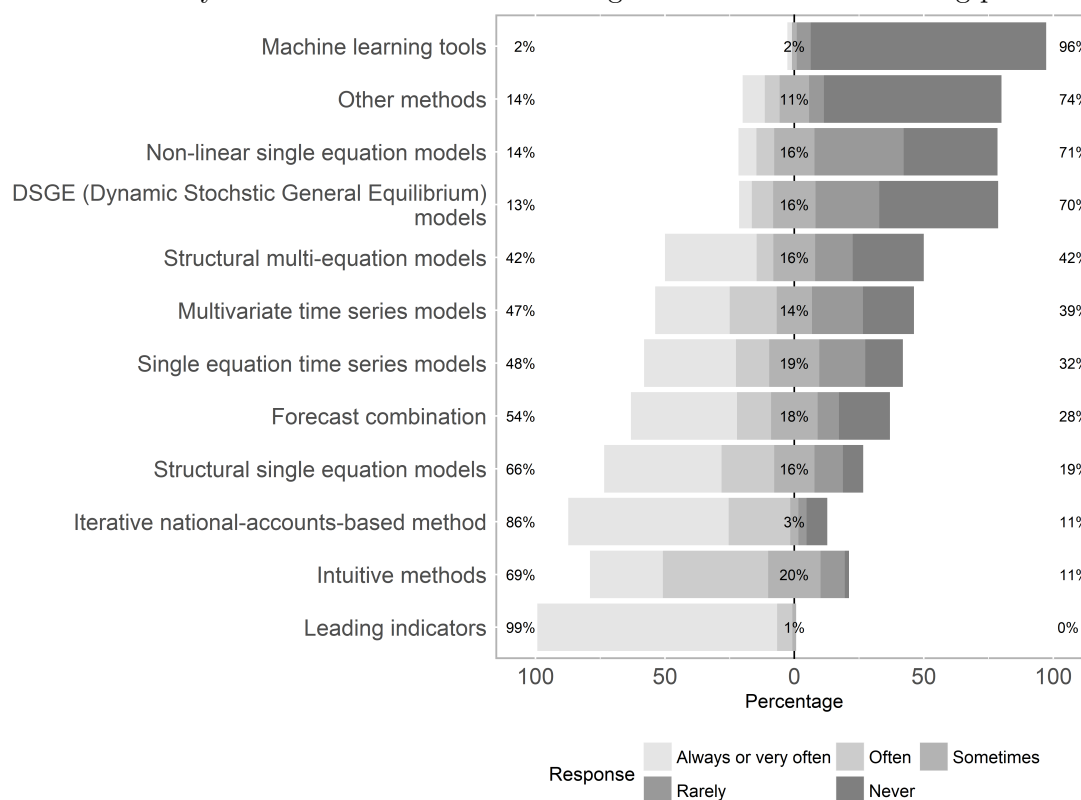 Machine learning tools 2% 2% 96%
Other methods 14% 11% 74%
Non-linear single equation models 14% 16% 71%
DSGE (Dynamic Stochstic General Equilibrium)
models 13% 16% 70%
Structural multi-equation models 42% 16% 42%
Multivariate time series models 47% 14% 39%
Single equation time series models 48% 19% 32%
Forecast combination 54% 18% 28%
Structural single equation models 66% 16% 19%
Iterative national-accounts-based method 86% 3% 11%
Intuitive methods 69% 20% 11%
Leading indicators 99% 1% 0%
100 50 0 50 100
Percentage
Response Always or very often Often Sometimes
Rarely Never